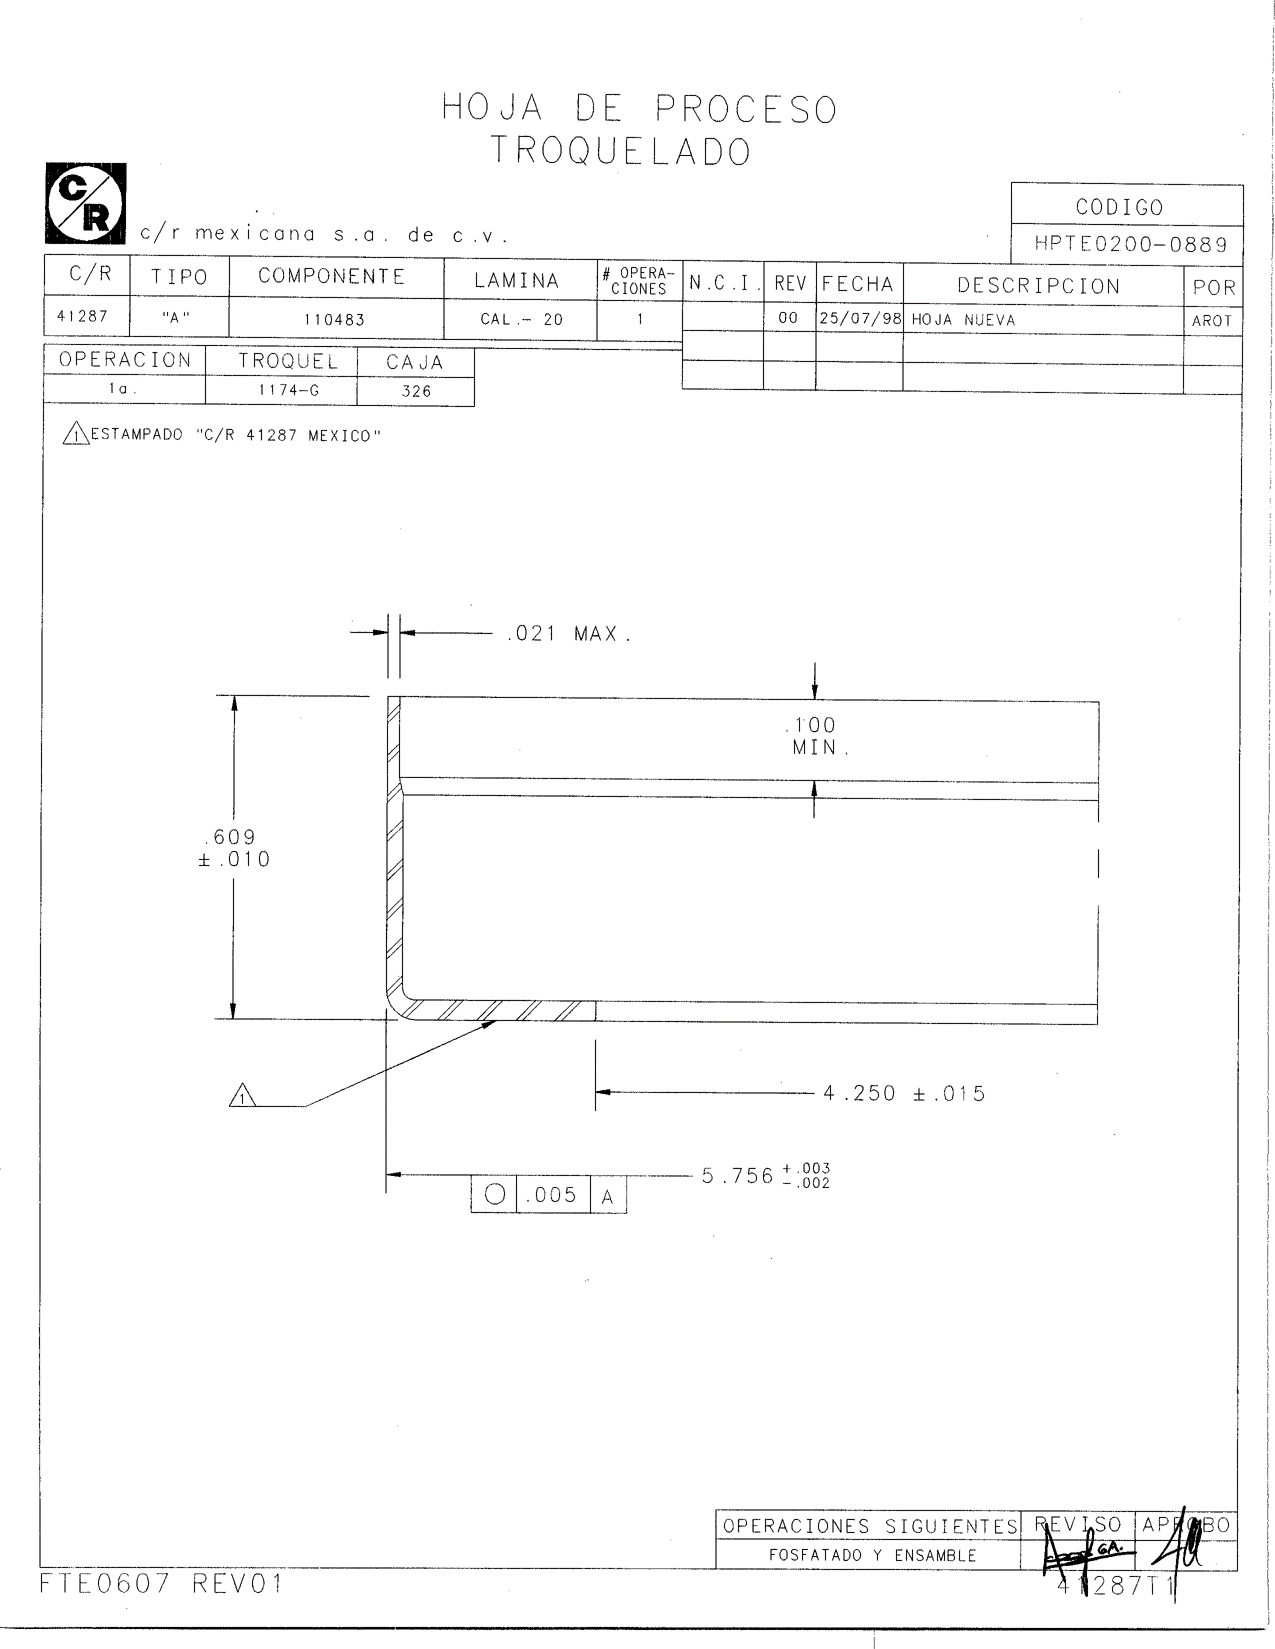 HOJA DE PROCESO
TROQUELADO
C/R
c/r mexicana s.a. de c.v.
CODIGO
HPTE0200-0889
C/R TIPO COMPONENTE LAMINA # OPERA-CIONES N.C.I. REV FECHA DESCRIPCION POR
41287 "A" 110483 CAL.- 20 1 00 25/07/98 HOJA NUEVA AROT
OPERACION TROQUEL CAJA
1a. 1174-G 326
1 ESTAMPADO "C/R 41287 MEXICO"
.021 MAX.
.100
MIN.
.609
±.010
1
4.250 ±.015
5.756 +.003 -.002
○ .005 A
OPERACIONES SIGUIENTES REVISO APROBO
FOSFATADO Y ENSAMBLE
FTE0607 REV01
41287T1